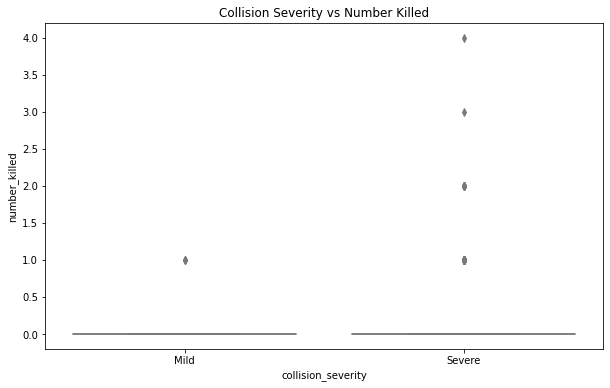 Collision Severity vs Number Killed
4.0
3.5
3.0
2.5
2.0
1.5
1.0
0.5
0.0
number_killed
Mild
Severe
collision_severity